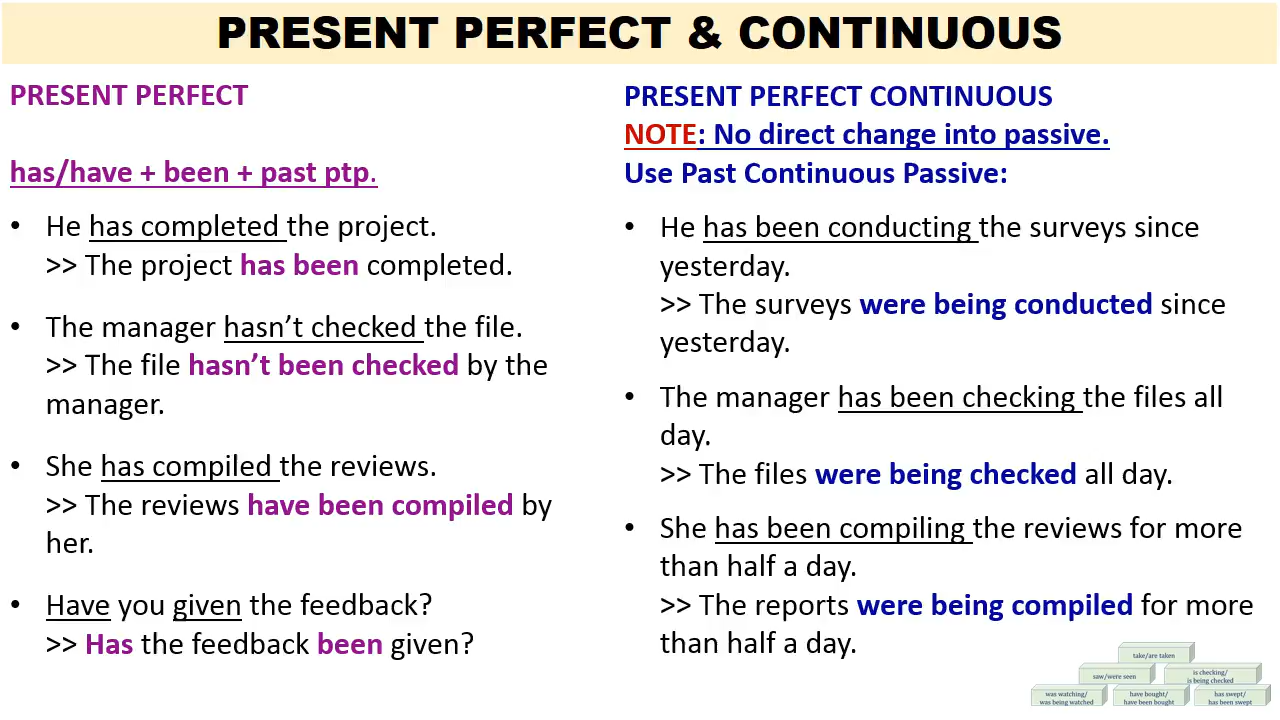 PRESENT PERFECT & CONTINUOUS
PRESENT PERFECT
has/have + been + past ptp.
• He has completed the project.
>> The project has been completed.
• The manager hasn’t checked the file.
>> The file hasn’t been checked by the
manager.
• She has compiled the reviews.
>> The reviews have been compiled by
her.
• Have you given the feedback?
>> Has the feedback been given?
PRESENT PERFECT CONTINUOUS
NOTE: No direct change into passive.
Use Past Continuous Passive:
• He has been conducting the surveys since
yesterday.
>> The surveys were being conducted since
yesterday.
• The manager has been checking the files all
day.
>> The files were being checked all day.
• She has been compiling the reviews for more
than half a day.
>> The reports were being compiled for more
than half a day.
take/are taken
saw/were seen
is checking/
is being checked
was watching/
was being watched
have bought/
have been bought
has swept/
has been swept